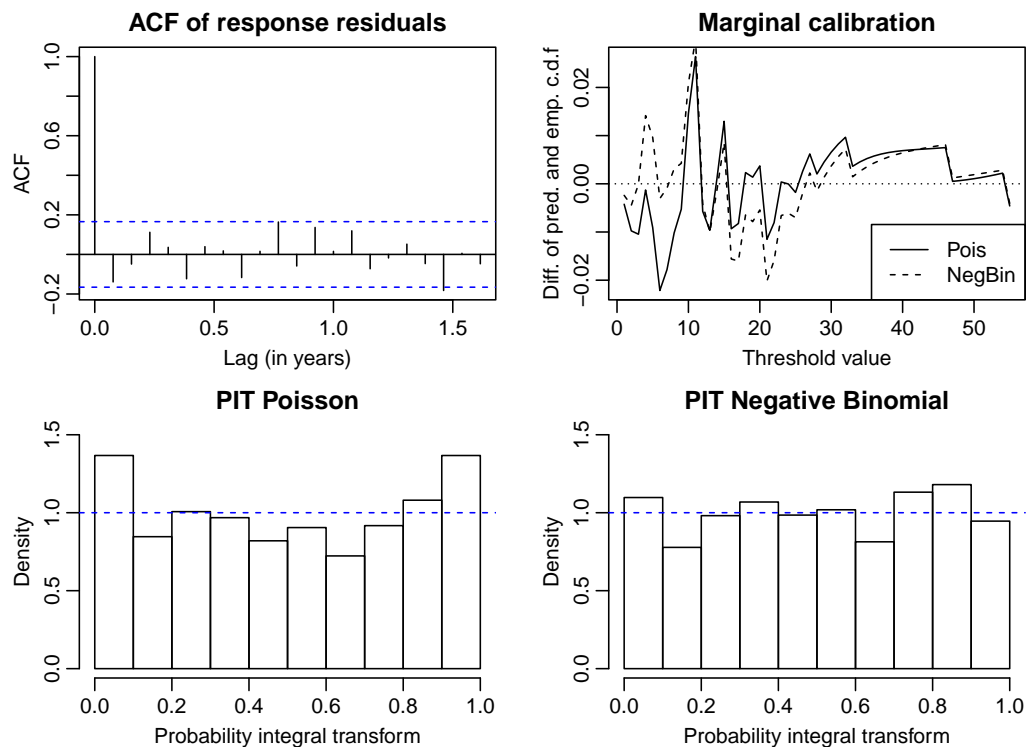 ACF of response residuals
ACF
−0.2 0.2 0.6 1.0
0.0 0.5 1.0 1.5
Lag (in years)
Marginal calibration
Diff. of pred. and emp. c.d.f
−0.02 0.00 0.02
Pois
NegBin
0 10 20 30 40 50
Threshold value
PIT Poisson
Density
0.0 0.5 1.0 1.5
0.0 0.2 0.4 0.6 0.8 1.0
Probability integral transform
PIT Negative Binomial
Density
0.0 0.5 1.0 1.5
0.0 0.2 0.4 0.6 0.8 1.0
Probability integral transform